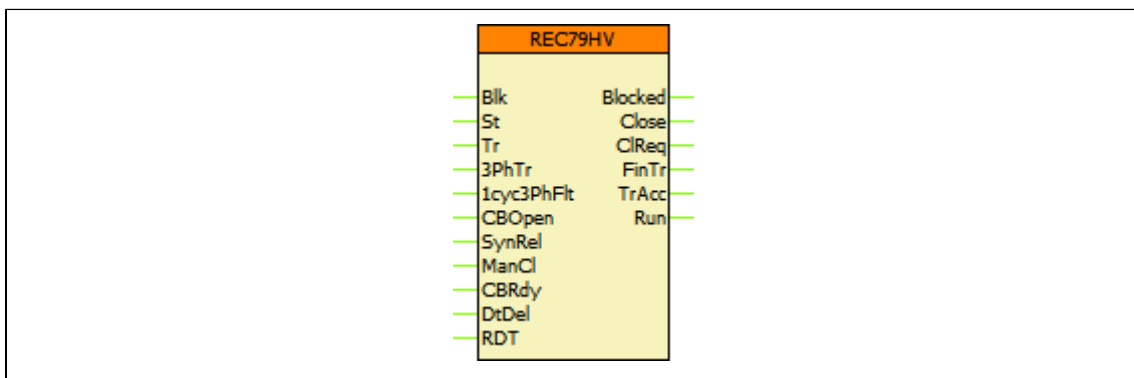 REC79HV
Blk Blocked
St Close
Tr ClReq
3PhTr FinTr
1cyc3PhFlt TrAcc
CBOpen Run
SynRel
ManCl
CBRdy
DtDel
RDT